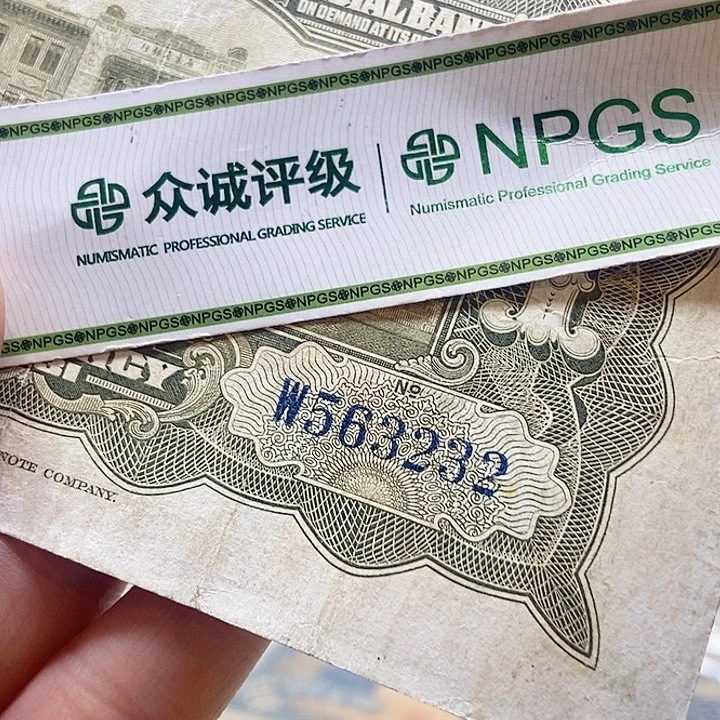 ON DEMAND AT ITS
NPGS NPGS NPGS NPGS NPGS NPGS NPGS NPGS NPGS NPGS NPGS NPGS NPGS NPGS NPGS
众诚评级
NUMISMATIC PROFESSIONAL GRADING SERVICE
NPGS
Numismatic Professional Grading Service
NPGS NPGS NPGS NPGS NPGS NPGS NPGS NPGS NPGS NPGS NPGS NPGS NPGS NPGS NPGS
No
W563232
NOTE COMPANY.